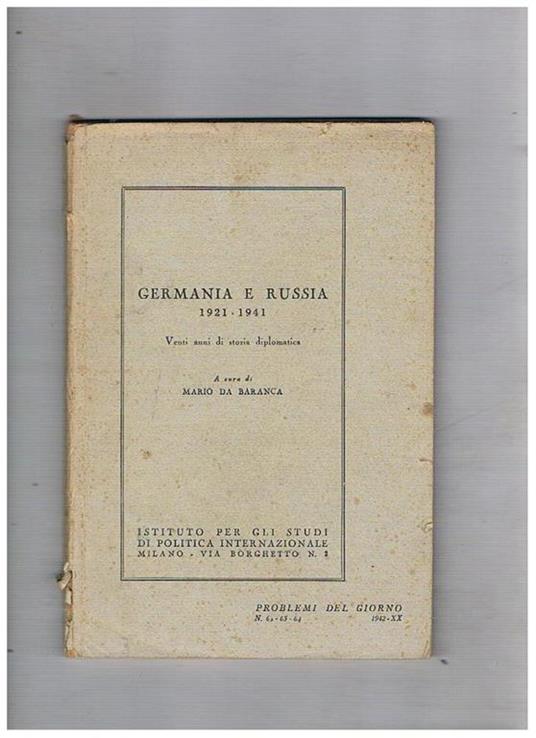 GERMANIA E RUSSIA
1921 - 1941
Venti anni di storia diplomatica
A cura di
MARIO DA BARANCA
ISTITUTO PER GLI STUDI
DI POLITICA INTERNAZIONALE
MILANO - VIA BORGHETTO N. 2
PROBLEMI DEL GIORNO
N. 62-63-64 1942-XX